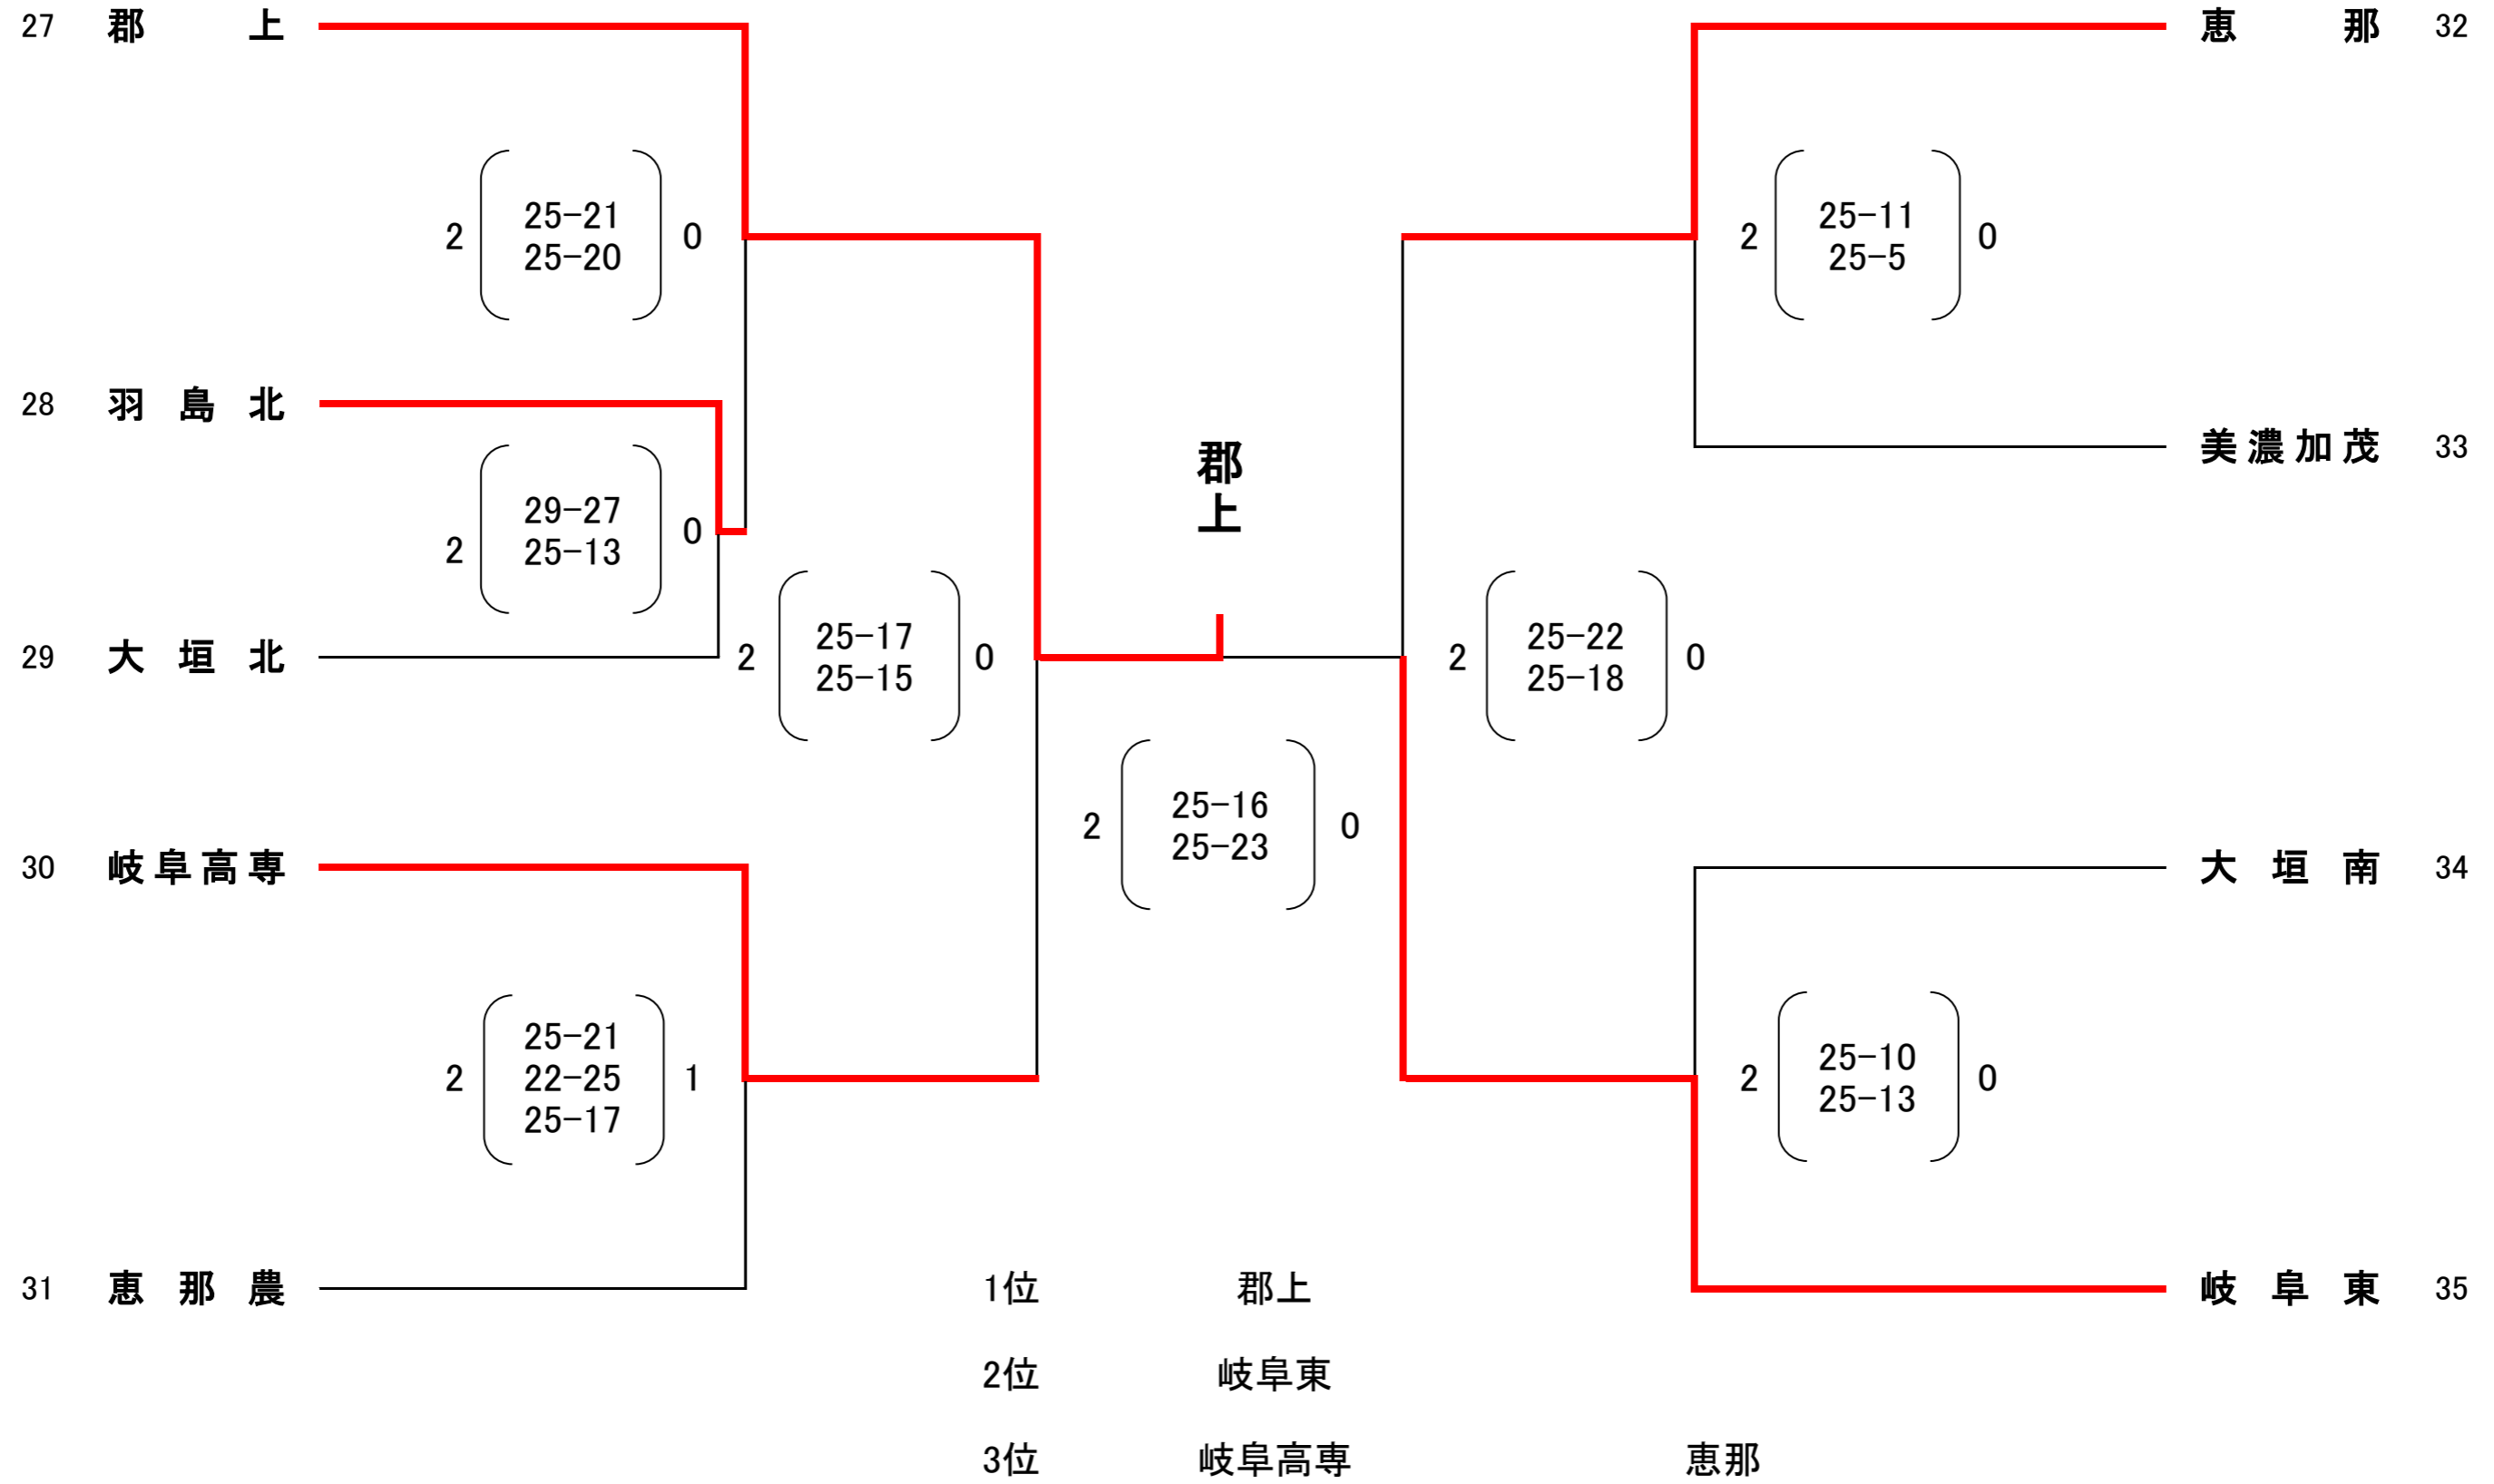 27 郡上
恵那 32
2 25-21 0
25-20
2 25-11 0
25-5
28 羽島北
2 29-27 0
25-13
郡上
美濃加茂 33
29 大垣北
2 25-17 0
25-15
2 25-22 0
25-18
2 25-16 0
25-23
30 岐阜高専
大垣南 34
2 25-21 1
22-25
25-17
2 25-10 0
25-13
31 恵那農
岐阜東 35
1位 郡上
2位 岐阜東
3位 岐阜高専 恵那